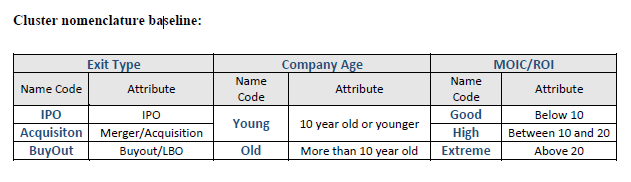 Cluster nomenclature baseline:
Exit Type Company Age MOIC/ROI
Name Code Attribute Name Code Attribute Name Code Attribute
IPO IPO Young 10 year old or younger Good Below 10
Acquisiton Merger/Acquisition High Between 10 and 20
BuyOut Buyout/LBO Old More than 10 year old Extreme Above 20